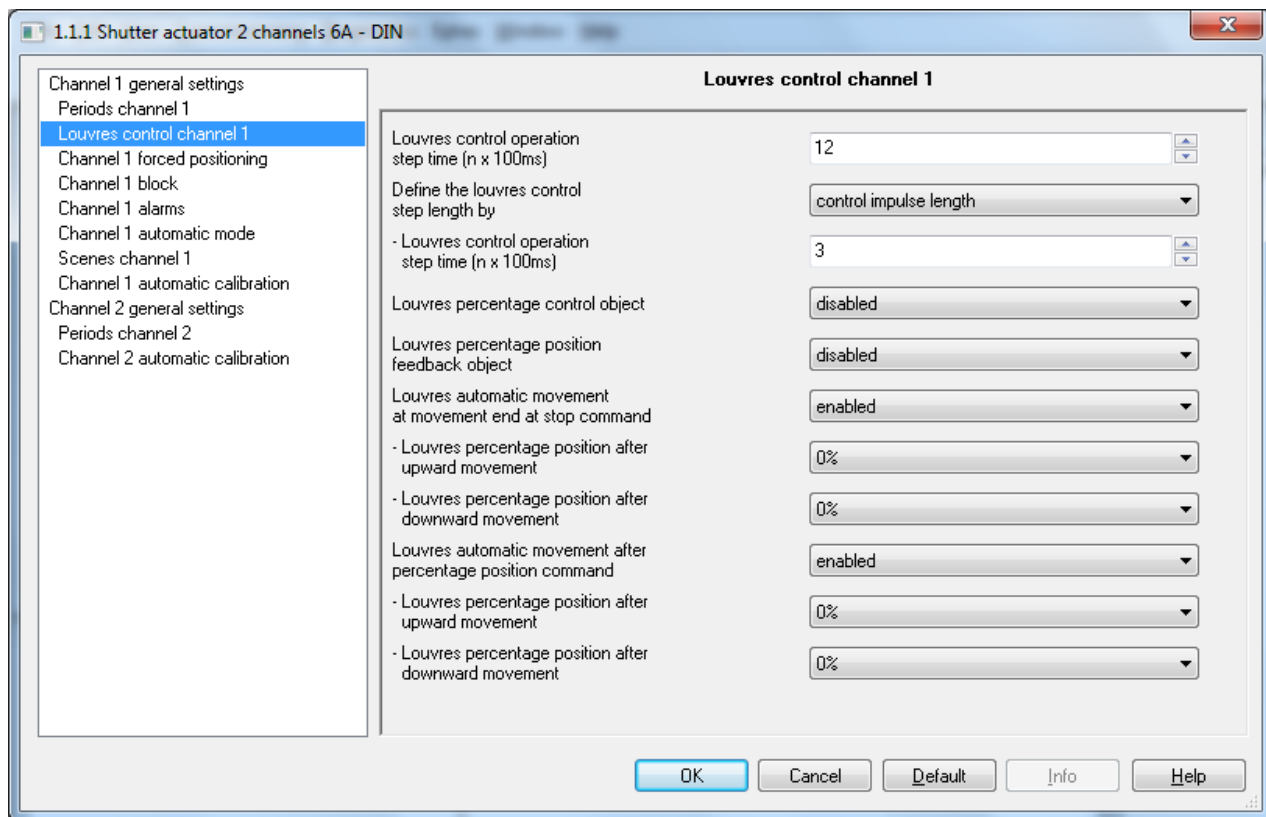 1.1.1 Shutter actuator 2 channels 6A - DIN
Channel 1 general settings
Periods channel 1
Louvres control channel 1
Channel 1 forced positioning
Channel 1 block
Channel 1 alarms
Channel 1 automatic mode
Scenes channel 1
Channel 1 automatic calibration
Channel 2 general settings
Periods channel 2
Channel 2 automatic calibration
Louvres control channel 1
Louvres control operation
step time (n x 100ms)
12
Define the louvres control
step length by
control impulse length
- Louvres control operation
step time (n x 100ms)
3
Louvres percentage control object
disabled
Louvres percentage position
feedback object
disabled
Louvres automatic movement
at movement end at stop command
enabled
- Louvres percentage position after
upward movement
0%
- Louvres percentage position after
downward movement
0%
Louvres automatic movement after
percentage position command
enabled
- Louvres percentage position after
upward movement
0%
- Louvres percentage position after
downward movement
0%
OK
Cancel
Default
Info
Help